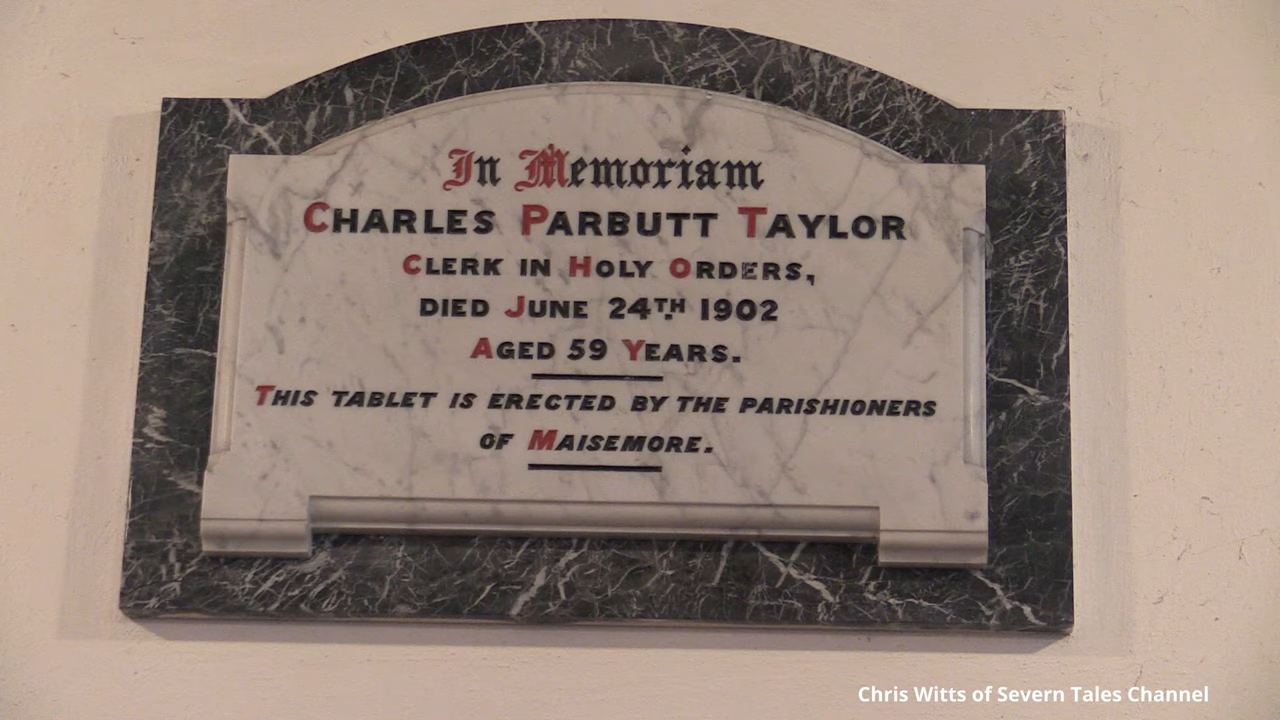 In Memoriam
CHARLES PARBUTT TAYLOR
CLERK IN HOLY ORDERS,
DIED JUNE 24TH 1902
AGED 59 YEARS.
THIS TABLET IS ERECTED BY THE PARISHIONERS
OF MAISEMORE.
Chris Witts of Severn Tales Channel